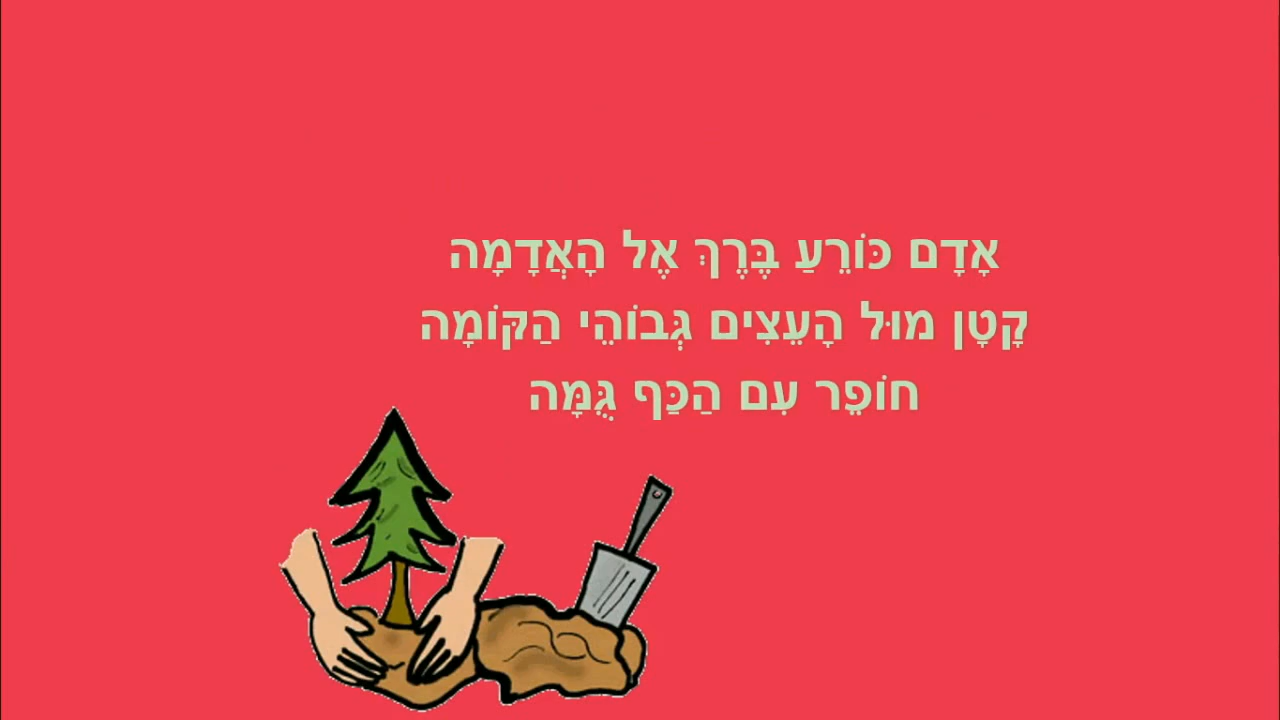 אָדָם כּוֹרֵעַ בֶּרֶךְ אֶל הָאֲדָמָה
קָטָן מוּל הָעֵצִים גְּבוֹהֵי הַקּוֹמָה
חוֹפֵר עִם הַכַּף גֻּמָּה